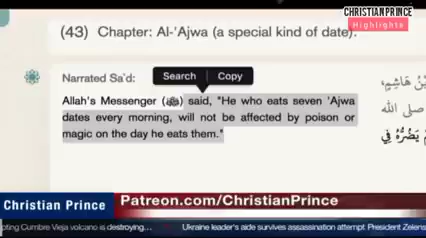 CHRISTIAN PRINCE
Highlights
(43) Chapter: Al-'Ajwa (a special kind of date).
Narrated Sa'd:
Search
Copy
Allah's Messenger (ﷺ) said, "He who eats seven 'Ajwa
dates every morning, will not be affected by poison or
magic on the day he eats them."
صلى الله
يَضُرُّهُ فِي
Christian Prince
Patreon.com/ChristianPrince
pting Cumbre Vieja volcano is destroying...
Ukraine leader's aide survives assassination attempt President Zelens